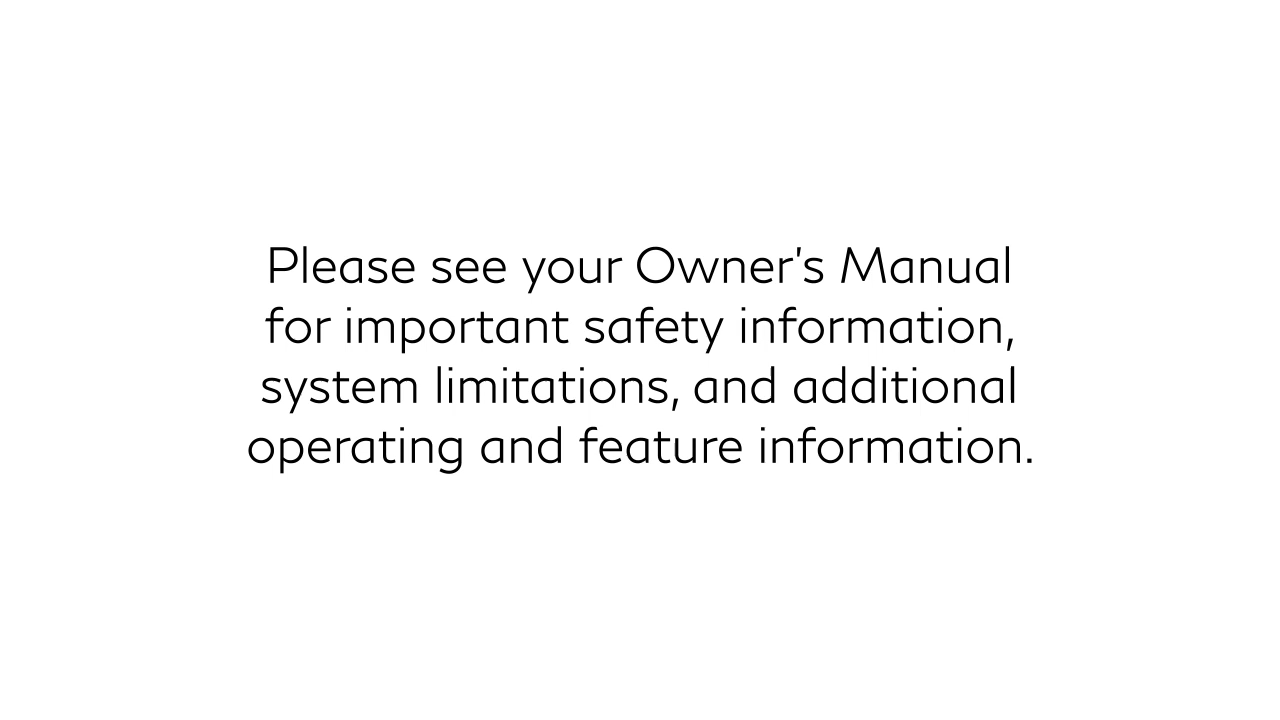 Please see your Owner's Manual
for important safety information,
system limitations, and additional
operating and feature information.